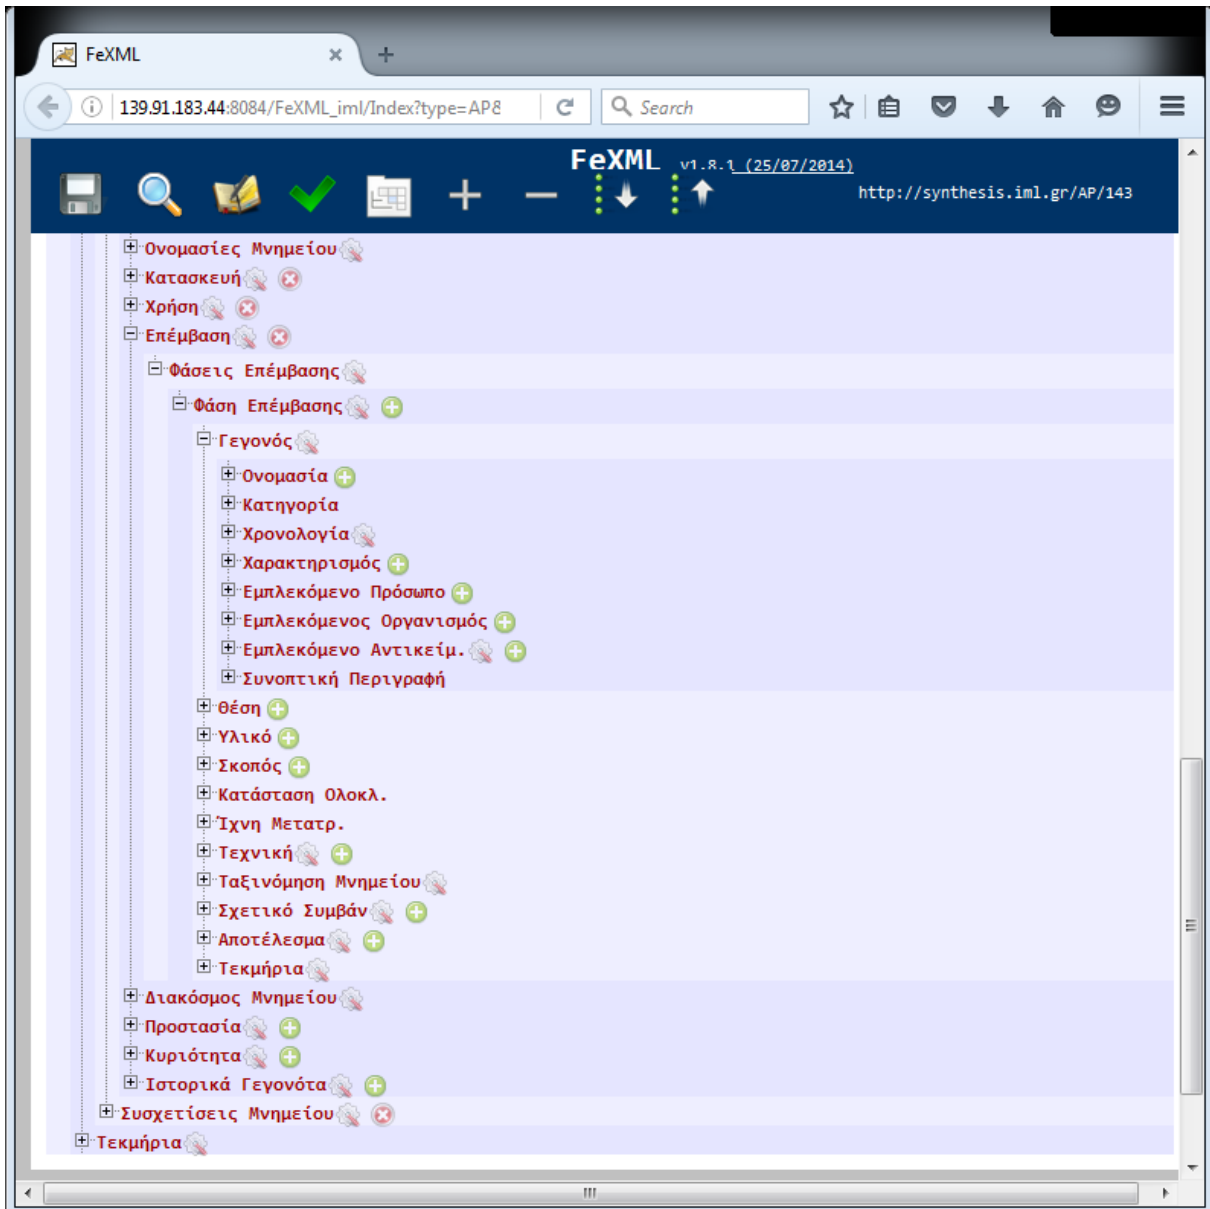 FeXML
139.91.183.44:8084/FeXML_iml/Index?type=AP&
Search
FeXML v1.8.1 (25/07/2014)
http://synthesis.iml.gr/AP/143
Ονομασίες Μνημείου
Κατασκευή
Χρήση
Επέμβαση
Φάσεις Επέμβασης
Φάση Επέμβασης
Γεγονός
Ονομασία
Κατηγορία
Χρονολογία
Χαρακτηρισμός
Εμπλεκόμενο Πρόσωπο
Εμπλεκόμενος Οργανισμός
Εμπλεκόμενο Αντικείμ.
Συνοπτική Περιγραφή
Θέση
Υλικό
Σκοπός
Κατάσταση Ολοκλ.
Ίχνη Μετατρ.
Τεχνική
Ταξινόμηση Μνημείου
Σχετικό Συμβάν
Αποτέλεσμα
Τεκμήρια
Διακόσμος Μνημείου
Προστασία
Κυριότητα
Ιστορικά Γεγονότα
Συσχετίσεις Μνημείου
Τεκμήρια